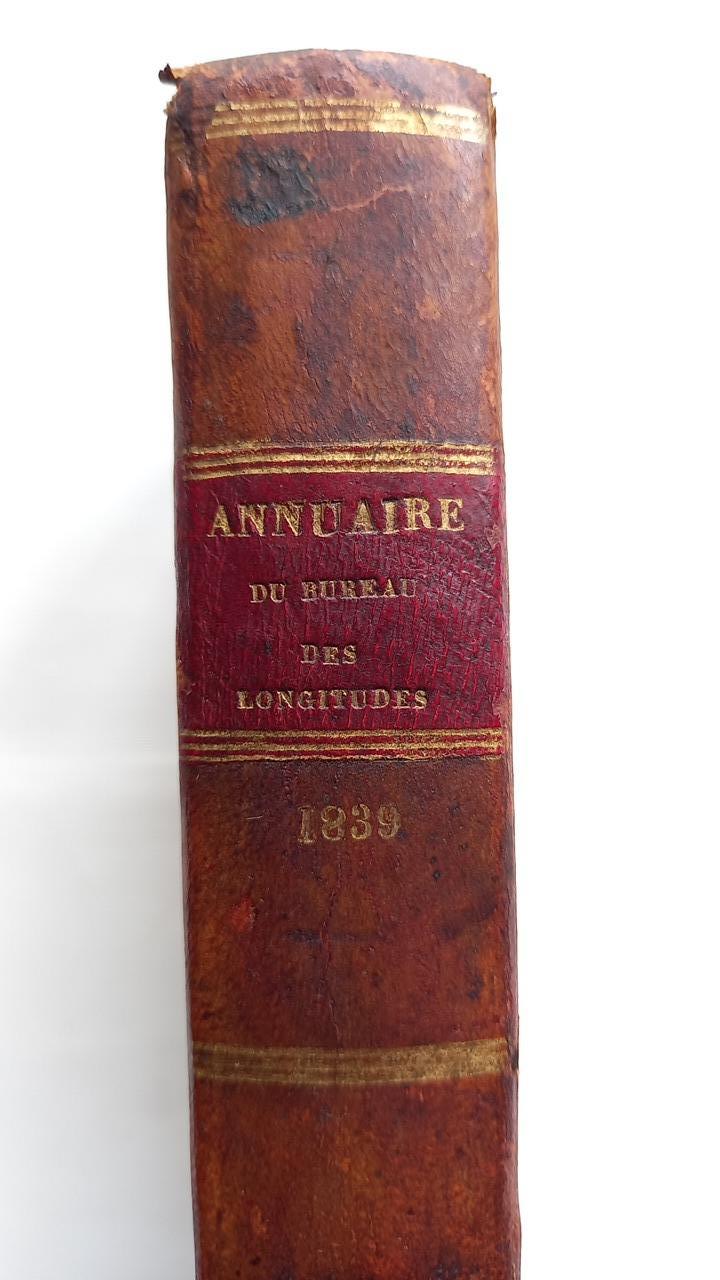 ANNUAIRE
DU BUREAU
DES
LONGITUDES
1839